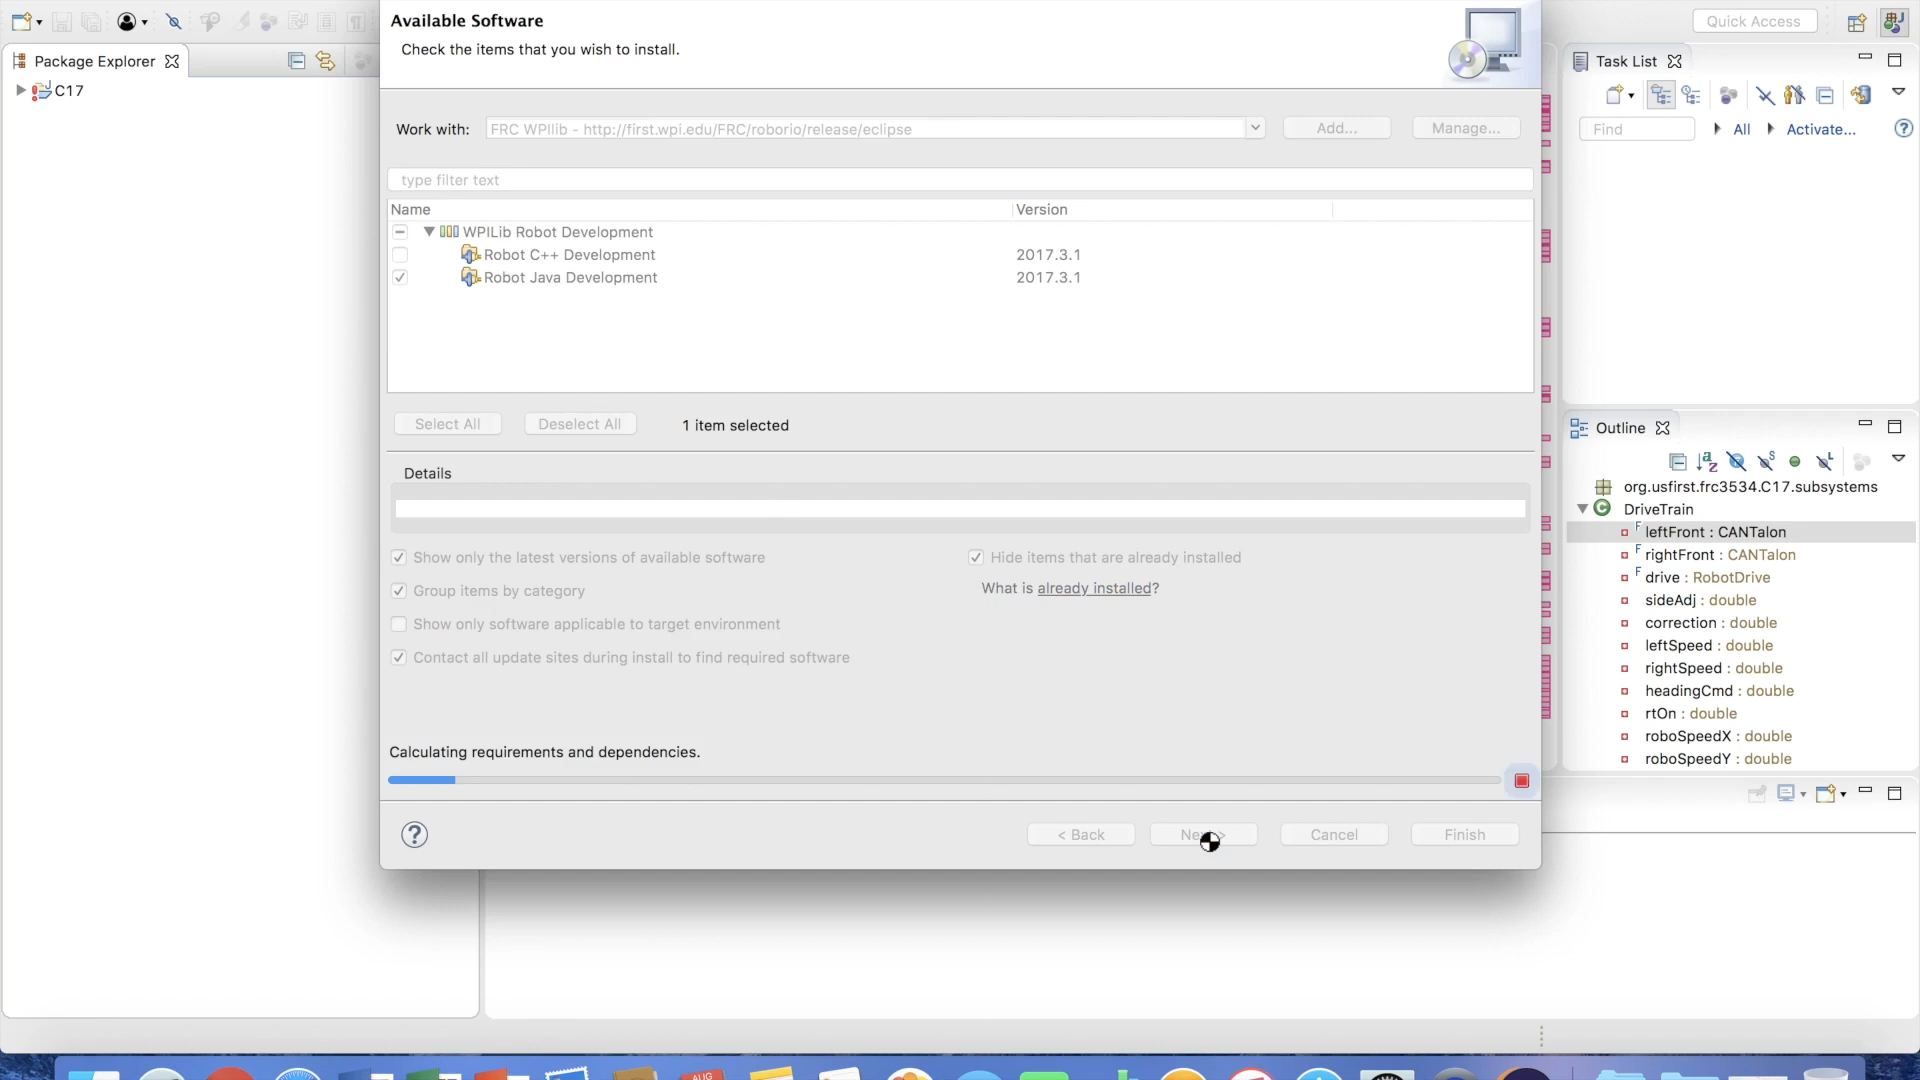 Available Software
Check the items that you wish to install.
Quick Access
Package Explorer
C17
Work with:
FRC WPIlib - http://first.wpi.edu/FRC/roborio/release/eclipse
Add...
Manage...
type filter text
Name
Version
WPILib Robot Development
Robot C++ Development
2017.3.1
Robot Java Development
2017.3.1
Select All
Deselect All
1 item selected
Details
Show only the latest versions of available software
Hide items that are already installed
Group items by category
What is already installed?
Show only software applicable to target environment
Contact all update sites during install to find required software
Calculating requirements and dependencies.
< Back
Cancel
Finish
Task List
Find
All
Activate...
Outline
org.usfirst.frc3534.C17.subsystems
DriveTrain
leftFront : CANTalon
rightFront : CANTalon
drive : RobotDrive
sideAdj : double
correction : double
leftSpeed : double
rightSpeed : double
headingCmd : double
rtOn : double
roboSpeedX : double
roboSpeedY : double
AUG